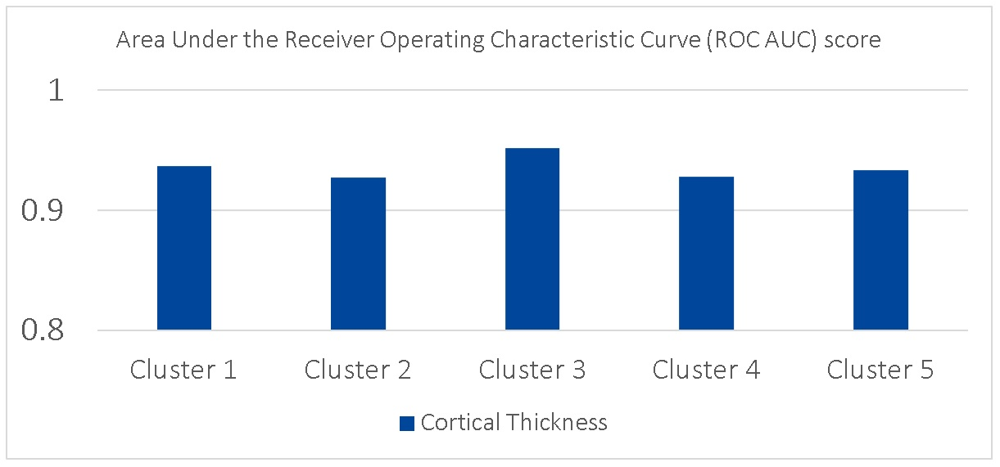 Area Under the Receiver Operating Characteristic Curve (ROC AUC) score
1
0.9
0.8
Cluster 1 Cluster 2 Cluster 3 Cluster 4 Cluster 5
Cortical Thickness